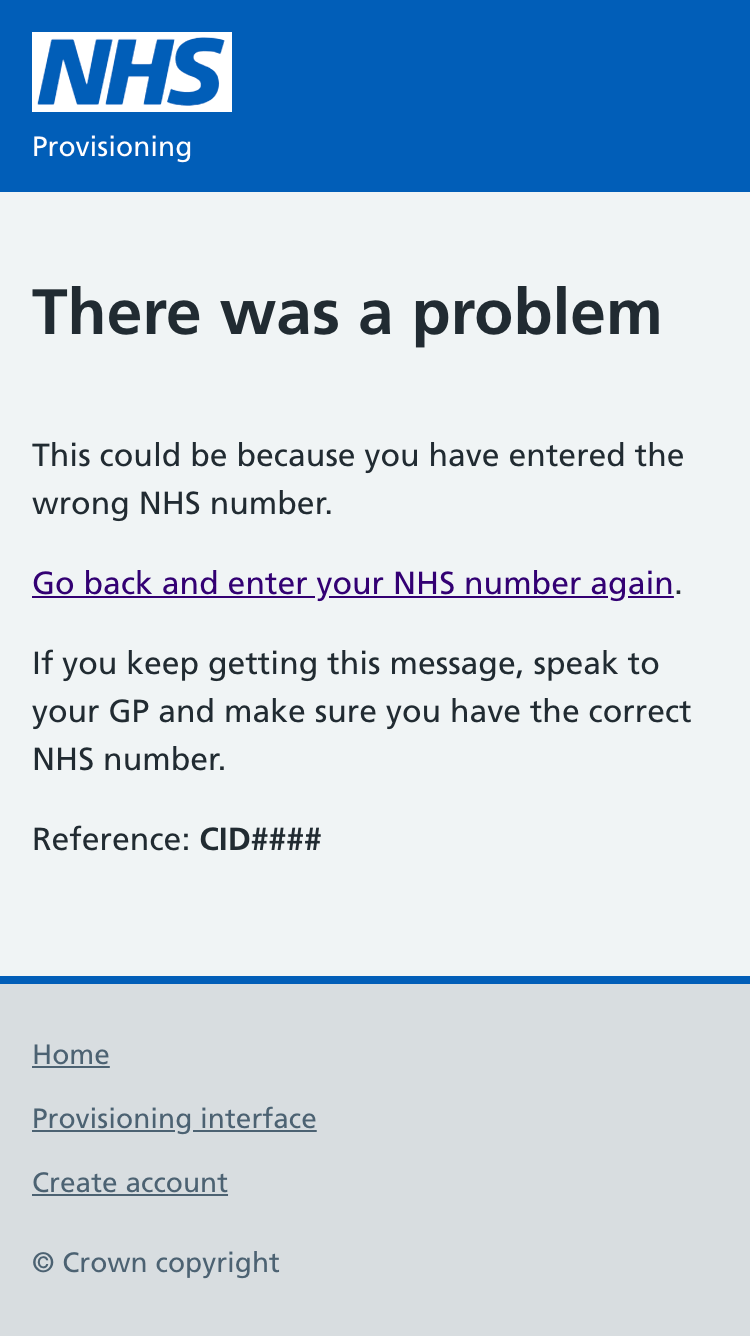 NHS
Provisioning
There was a problem
This could be because you have entered the
wrong NHS number.
Go back and enter your NHS number again.
If you keep getting this message, speak to
your GP and make sure you have the correct
NHS number.
Reference: CID####
Home
Provisioning interface
Create account
© Crown copyright